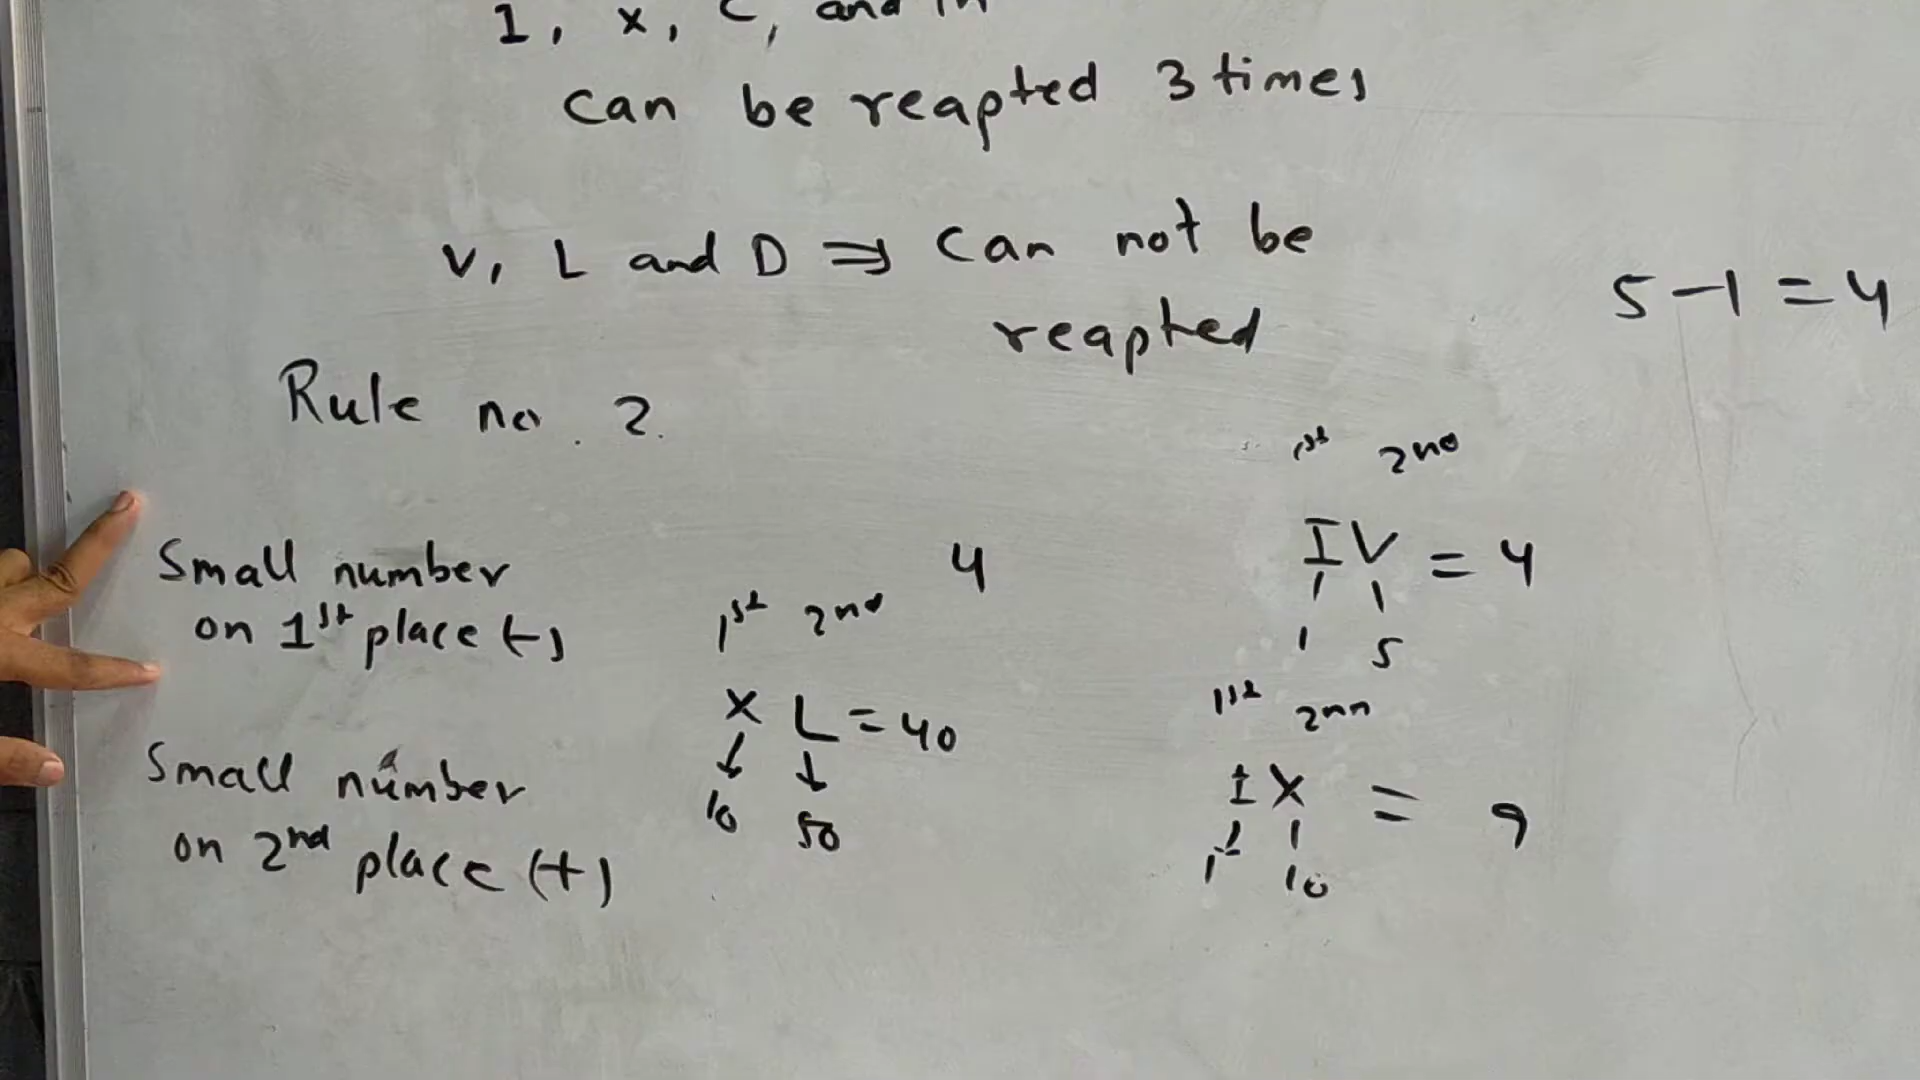 I, X, C, and M
can be reapted 3 times
V, L and D ⇒ can not be
reapted
5 - 1 = 4
Rule no. 2.
1st 2nd
IV = 4
1 5
Small number
on 1st place (-)
4
1st 2nd
X L = 40
10 50
1st 2nn
IX = 9
1 10
Small number
on 2nd place (+)